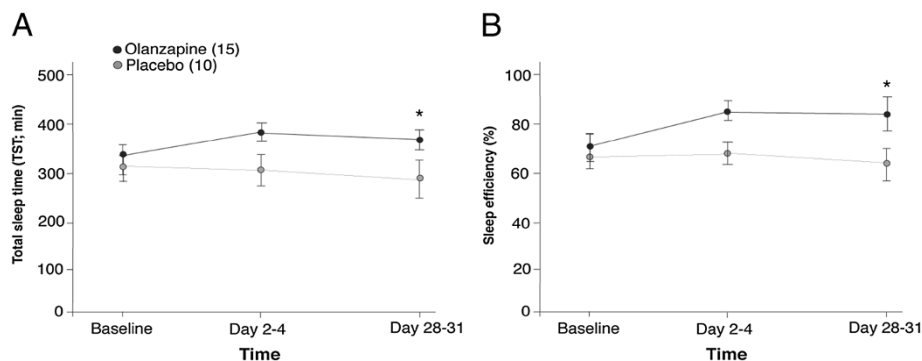 A
Olanzapine (15)
Placebo (10)
Total sleep time (TST; min)
500
400
300
200
100
0
*
Baseline
Day 2-4
Day 28-31
Time
B
Sleep efficiency (%)
100
80
60
40
20
0
*
Baseline
Day 2-4
Day 28-31
Time